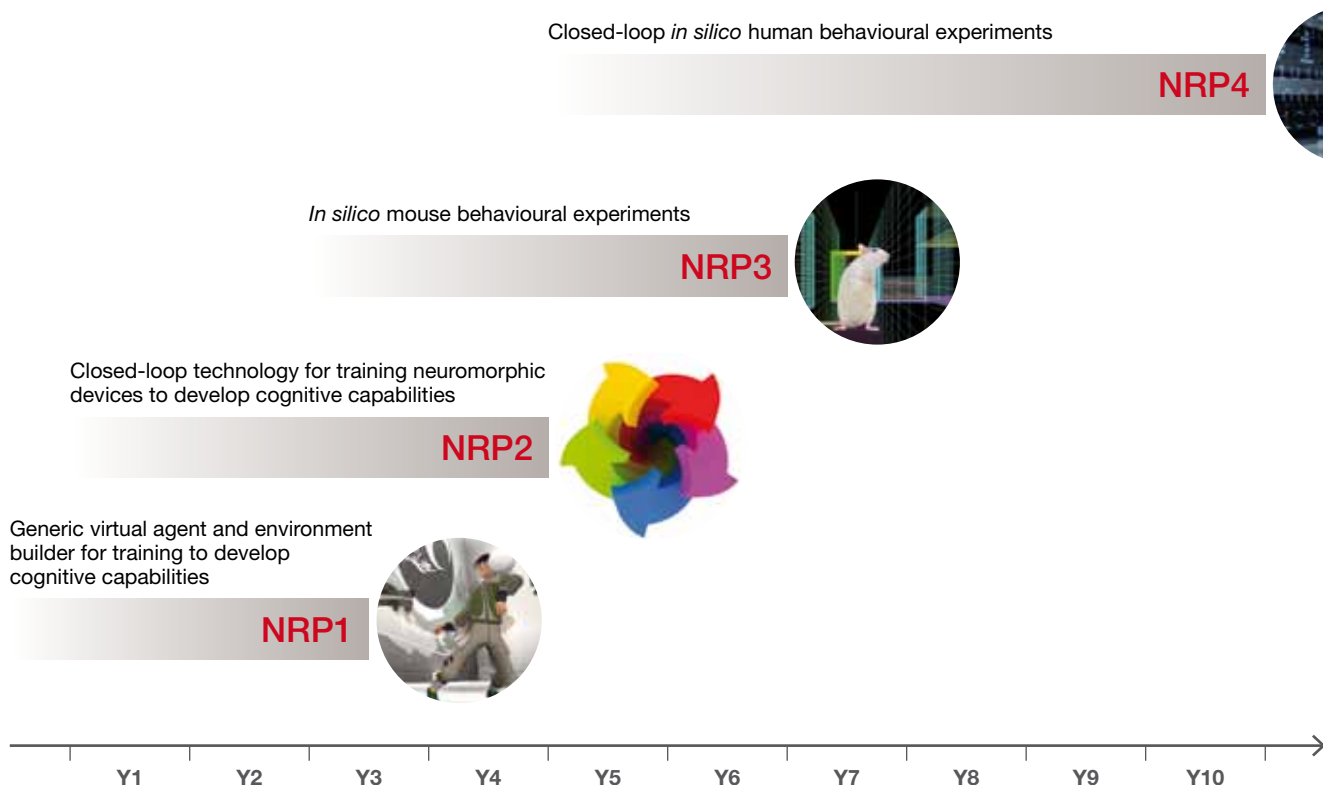 Closed-loop in silico human behavioural experiments
NRP4
In silico mouse behavioural experiments
NRP3
Closed-loop technology for training neuromorphic
devices to develop cognitive capabilities
NRP2
Generic virtual agent and environment
builder for training to develop
cognitive capabilities
NRP1
Y1 Y2 Y3 Y4 Y5 Y6 Y7 Y8 Y9 Y10